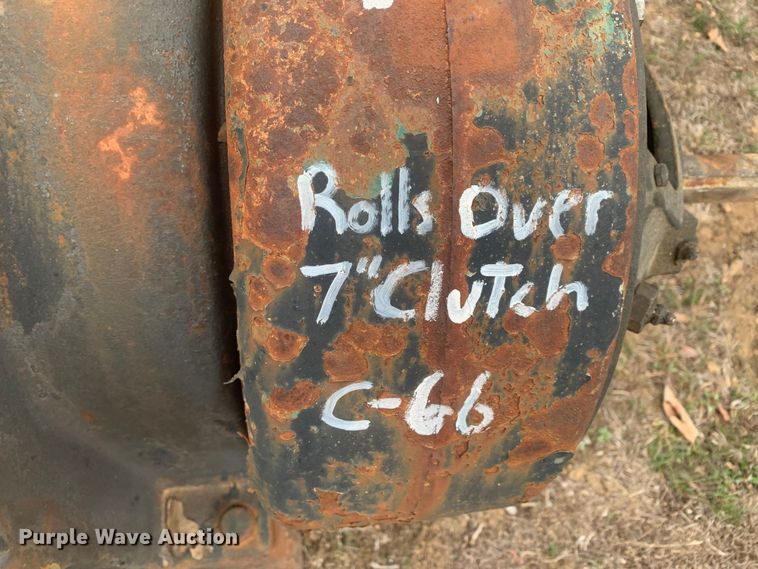 Rolls Over
7" Clutch
C-66
Purple Wave Auction